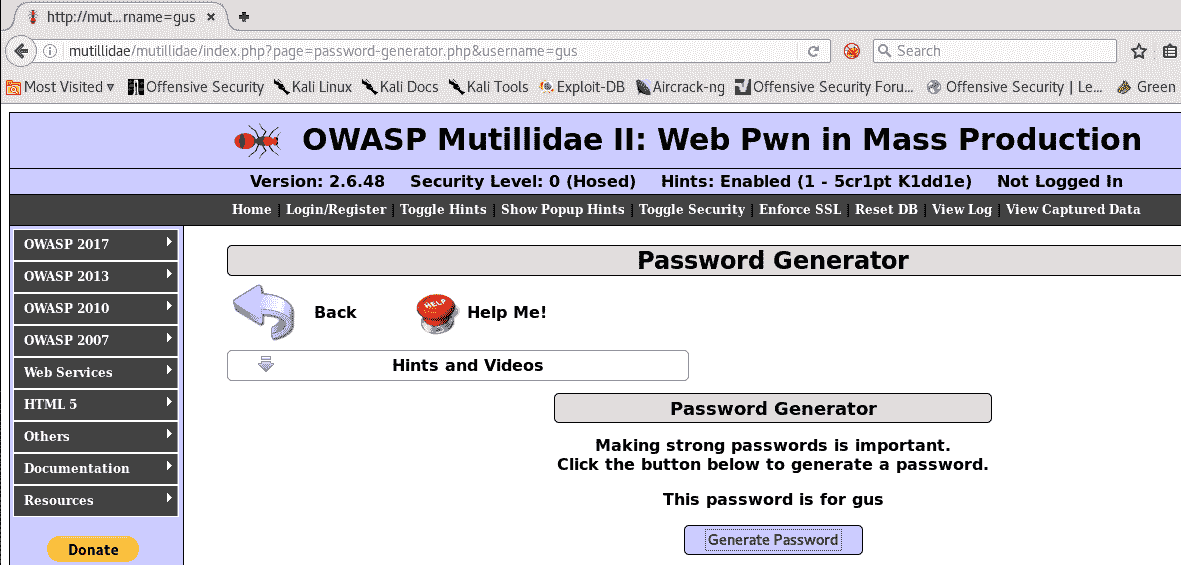 http://mut...rname=gus
mutillidae/mutillidae/index.php?page=password-generator.php&username=gus
Search
Most Visited Offensive Security Kali Linux Kali Docs Kali Tools Exploit-DB Aircrack-ng Offensive Security Foru... Offensive Security | Le... Green
OWASP Mutillidae II: Web Pwn in Mass Production
Version: 2.6.48 Security Level: 0 (Hosed) Hints: Enabled (1 - 5cr1pt K1dd1e) Not Logged In
Home | Login/Register | Toggle Hints | Show Popup Hints | Toggle Security | Enforce SSL | Reset DB | View Log | View Captured Data
OWASP 2017
OWASP 2013
OWASP 2010
OWASP 2007
Web Services
HTML 5
Others
Documentation
Resources
Donate
Password Generator
Back
HELP
Help Me!
Hints and Videos
Password Generator
Making strong passwords is important.
Click the button below to generate a password.
This password is for gus
Generate Password